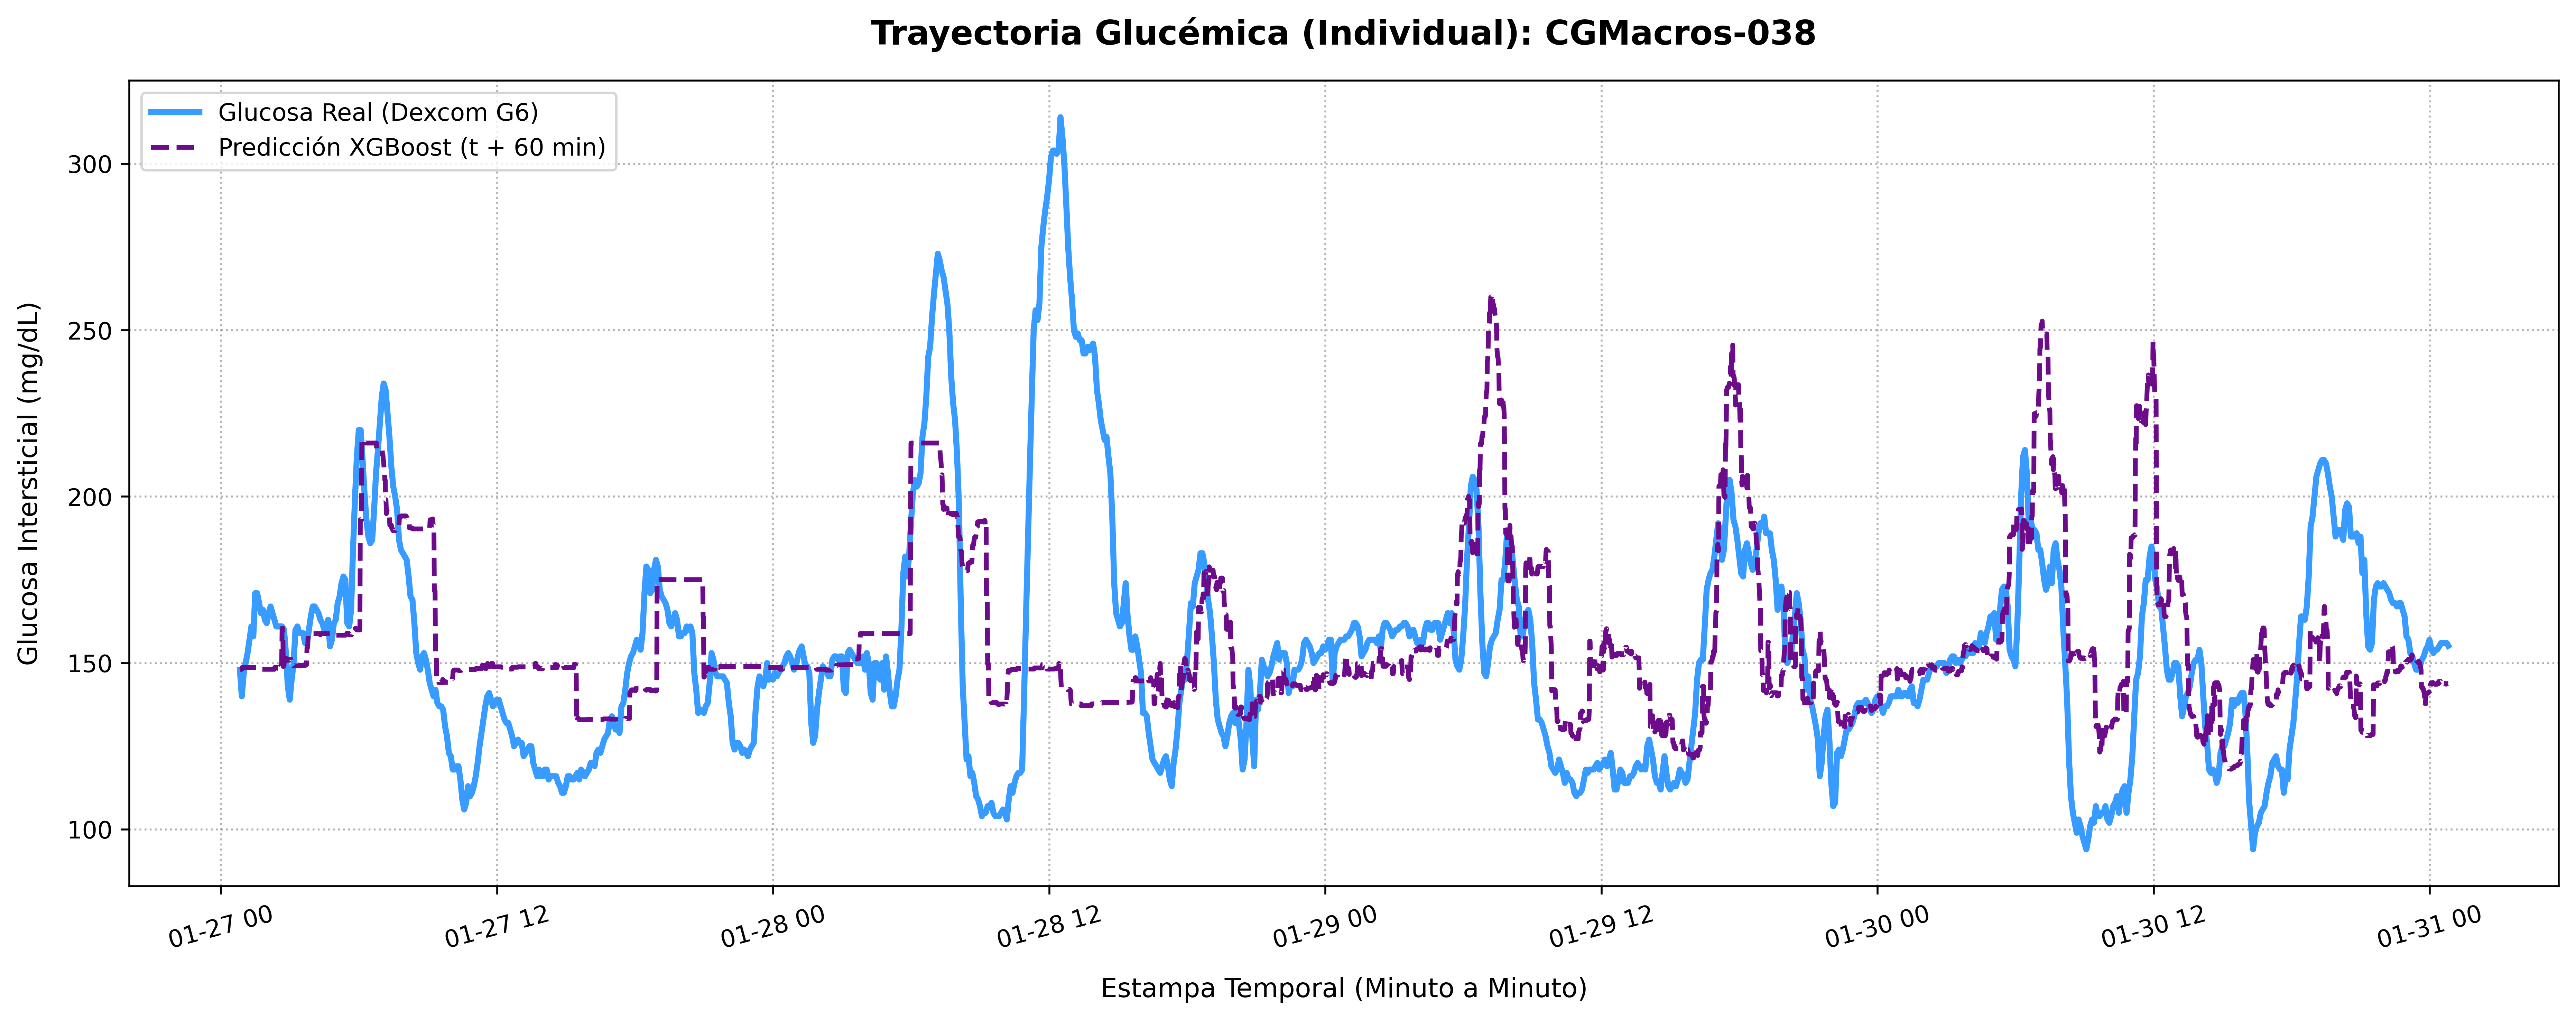 Trayectoria Glucémica (Individual): CGMacros-038
Glucosa Real (Dexcom G6)
Predicción XGBoost (t + 60 min)
Glucosa Intersticial (mg/dL)
300
250
200
150
100
01-27 00
01-27 12
01-28 00
01-28 12
01-29 00
01-29 12
01-30 00
01-30 12
01-31 00
Estampa Temporal (Minuto a Minuto)